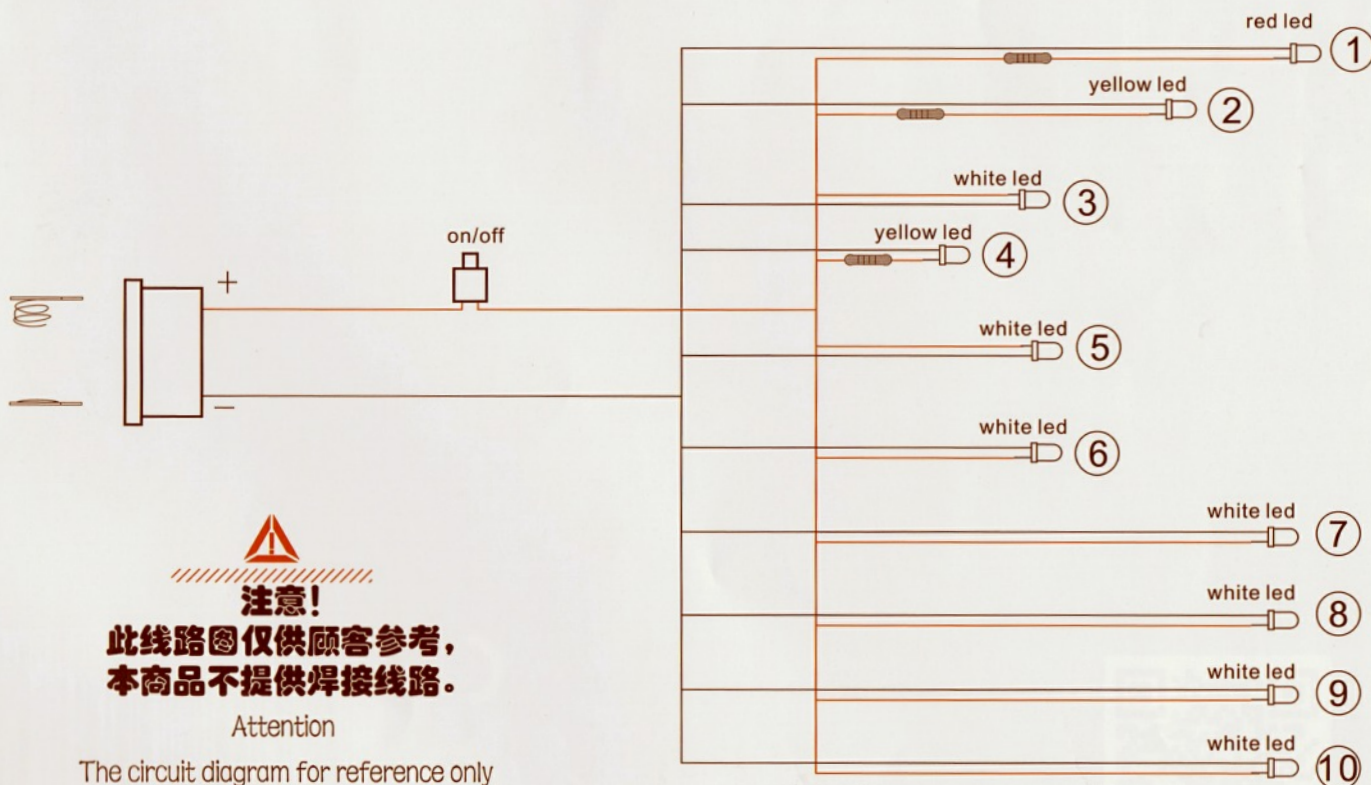 red led
①
yellow led
②
white led
③
yellow led
④
on/off
+
white led
⑤
−
white led
⑥
white led
⑦
注意！
此线路图仅供顾客参考，
本商品不提供焊接线路。
Attention
The circuit diagram for reference only
white led
⑧
white led
⑨
white led
⑩